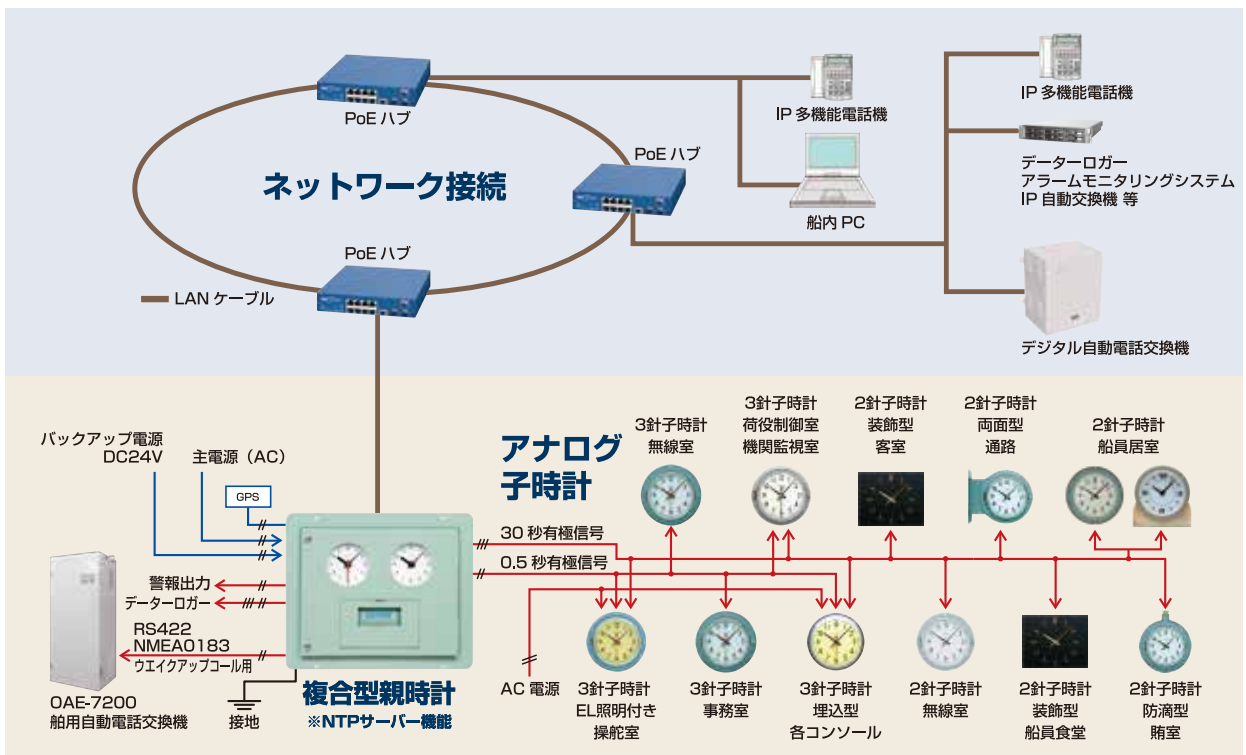 PoE ハブ
IP 多機能電話機
IP 多機能電話機
PoE ハブ
データーロガー
アラームモニタリングシステム
IP 自動交換機 等
ネットワーク接続
船内 PC
PoE ハブ
LAN ケーブル
デジタル自動電話交換機
バックアップ電源
DC24V
主電源（AC）
GPS
アナログ
子時計
3針子時計
無線室
3針子時計
荷役制御室
機関監視室
2針子時計
装飾型
客室
2針子時計
両面型
通路
2針子時計
船員居室
30 秒有極信号
0.5 秒有極信号
警報出力
データーロガー
RS422
NMEA0183
ウエイクアップコール用
OAE-7200
舶用自動電話交換機
接地
複合型親時計
※NTPサーバー機能
AC 電源
3針子時計
EL照明付き
操舵室
3針子時計
事務室
3針子時計
埋込型
各コンソール
2針子時計
無線室
2針子時計
装飾型
船員食堂
2針子時計
防滴型
賄室